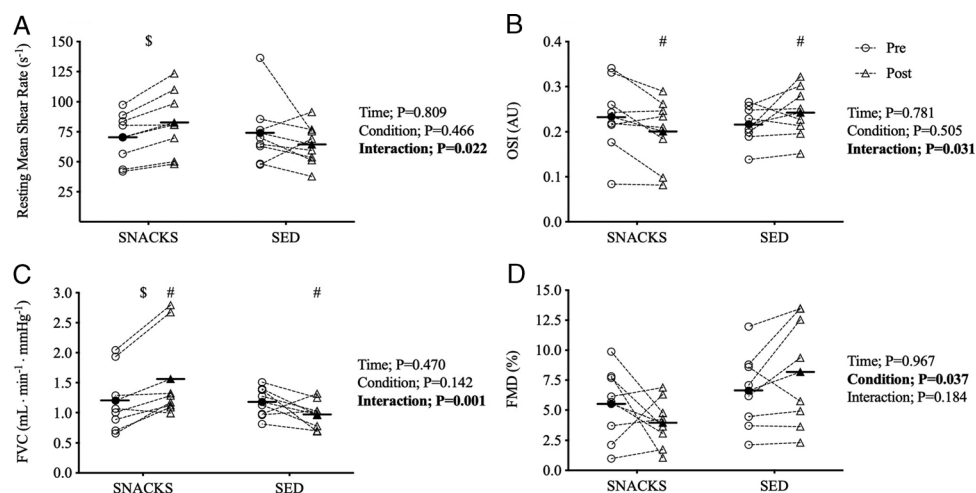 A
$
Resting Mean Shear Rate (s⁻¹)
150
125
100
75
50
25
SNACKS
SED
Time; P=0.809
Condition; P=0.466
Interaction; P=0.022
B
#
#
OSI (AU)
0.4
0.3
0.2
0.1
0.0
SNACKS
SED
Pre
Post
Time; P=0.781
Condition; P=0.505
Interaction; P=0.031
C
$ #
#
FVC (mL · min⁻¹ · mmHg⁻¹)
3.0
2.5
2.0
1.5
1.0
0.5
0.0
SNACKS
SED
Time; P=0.470
Condition; P=0.142
Interaction; P=0.001
D
FMD (%)
15.0
12.5
10.0
7.5
5.0
2.5
0.0
SNACKS
SED
Time; P=0.967
Condition; P=0.037
Interaction; P=0.184